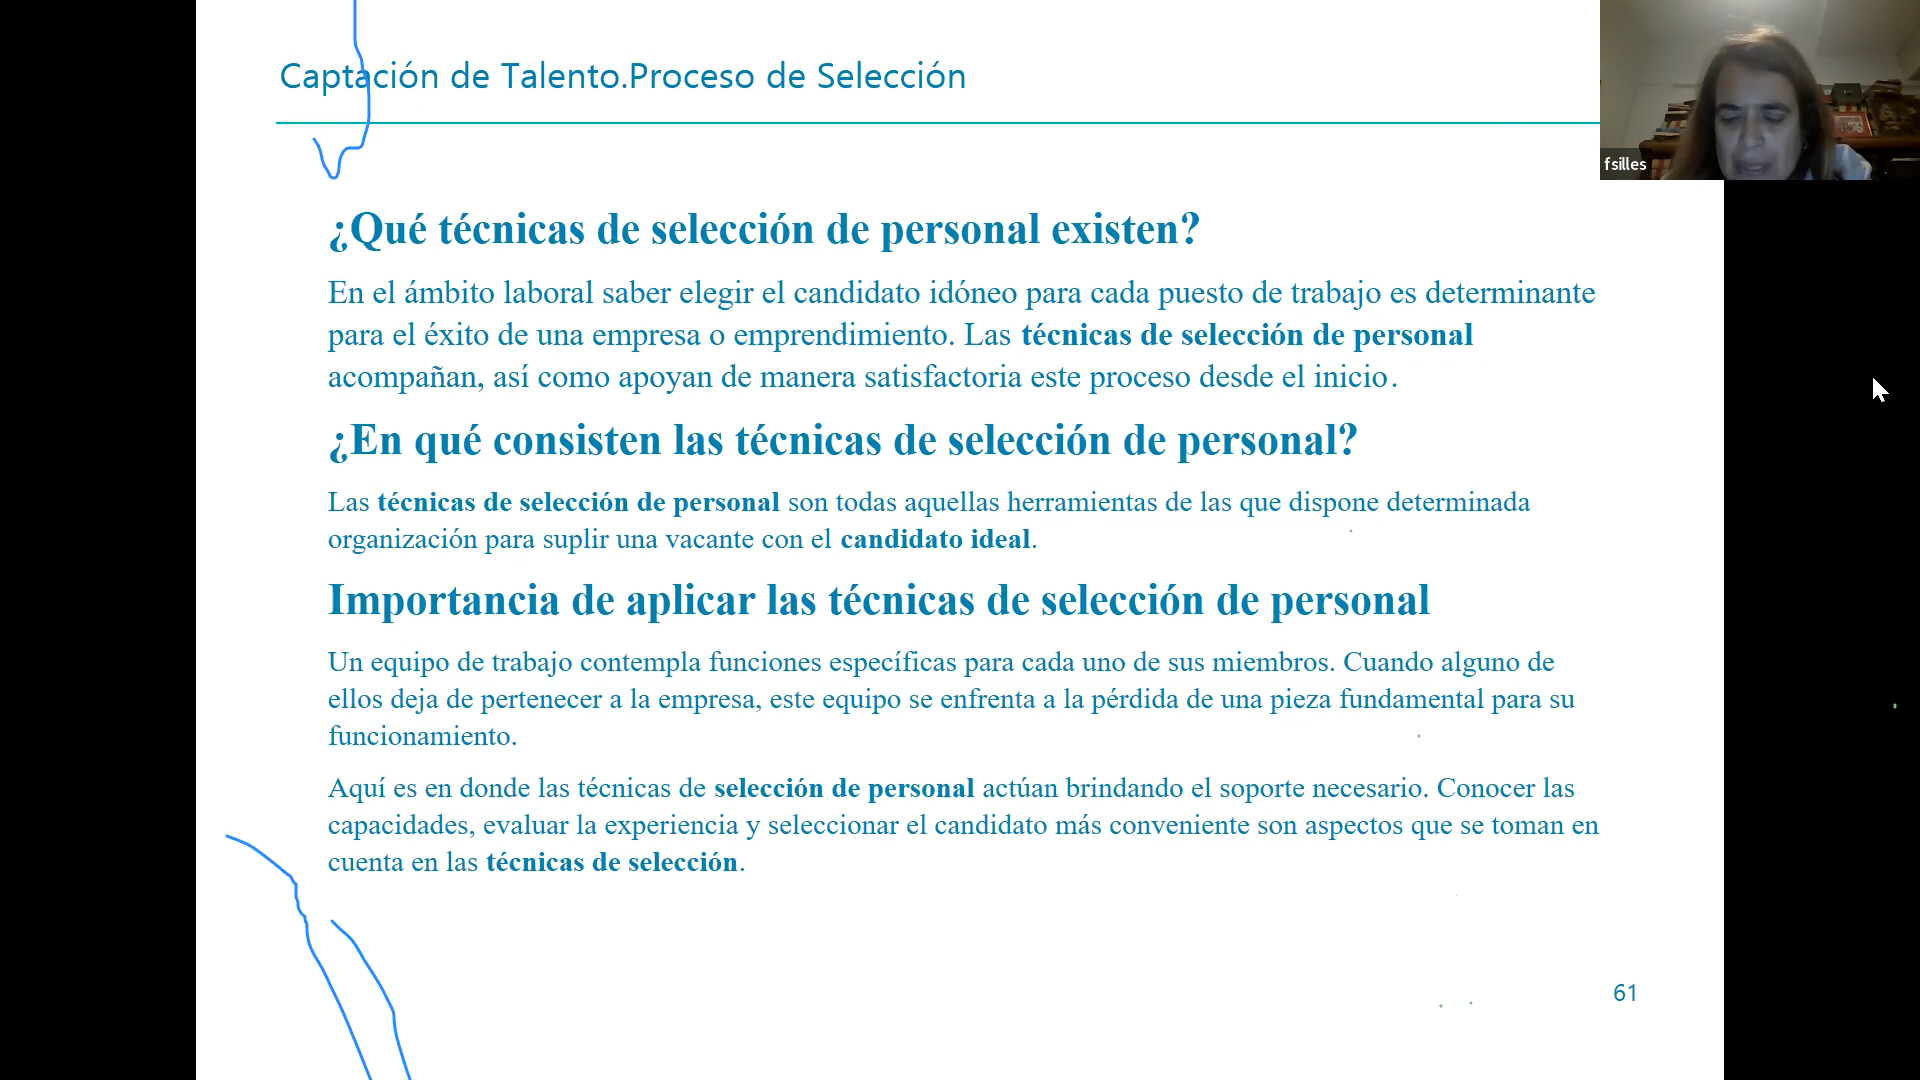 Captación de Talento.Proceso de Selección
fsilles
¿Qué técnicas de selección de personal existen?
En el ámbito laboral saber elegir el candidato idóneo para cada puesto de trabajo es determinante
para el éxito de una empresa o emprendimiento. Las técnicas de selección de personal
acompañan, así como apoyan de manera satisfactoria este proceso desde el inicio.
¿En qué consisten las técnicas de selección de personal?
Las técnicas de selección de personal son todas aquellas herramientas de las que dispone determinada
organización para suplir una vacante con el candidato ideal.
Importancia de aplicar las técnicas de selección de personal
Un equipo de trabajo contempla funciones específicas para cada uno de sus miembros. Cuando alguno de
ellos deja de pertenecer a la empresa, este equipo se enfrenta a la pérdida de una pieza fundamental para su
funcionamiento.
Aquí es en donde las técnicas de selección de personal actúan brindando el soporte necesario. Conocer las
capacidades, evaluar la experiencia y seleccionar el candidato más conveniente son aspectos que se toman en
cuenta en las técnicas de selección.
61